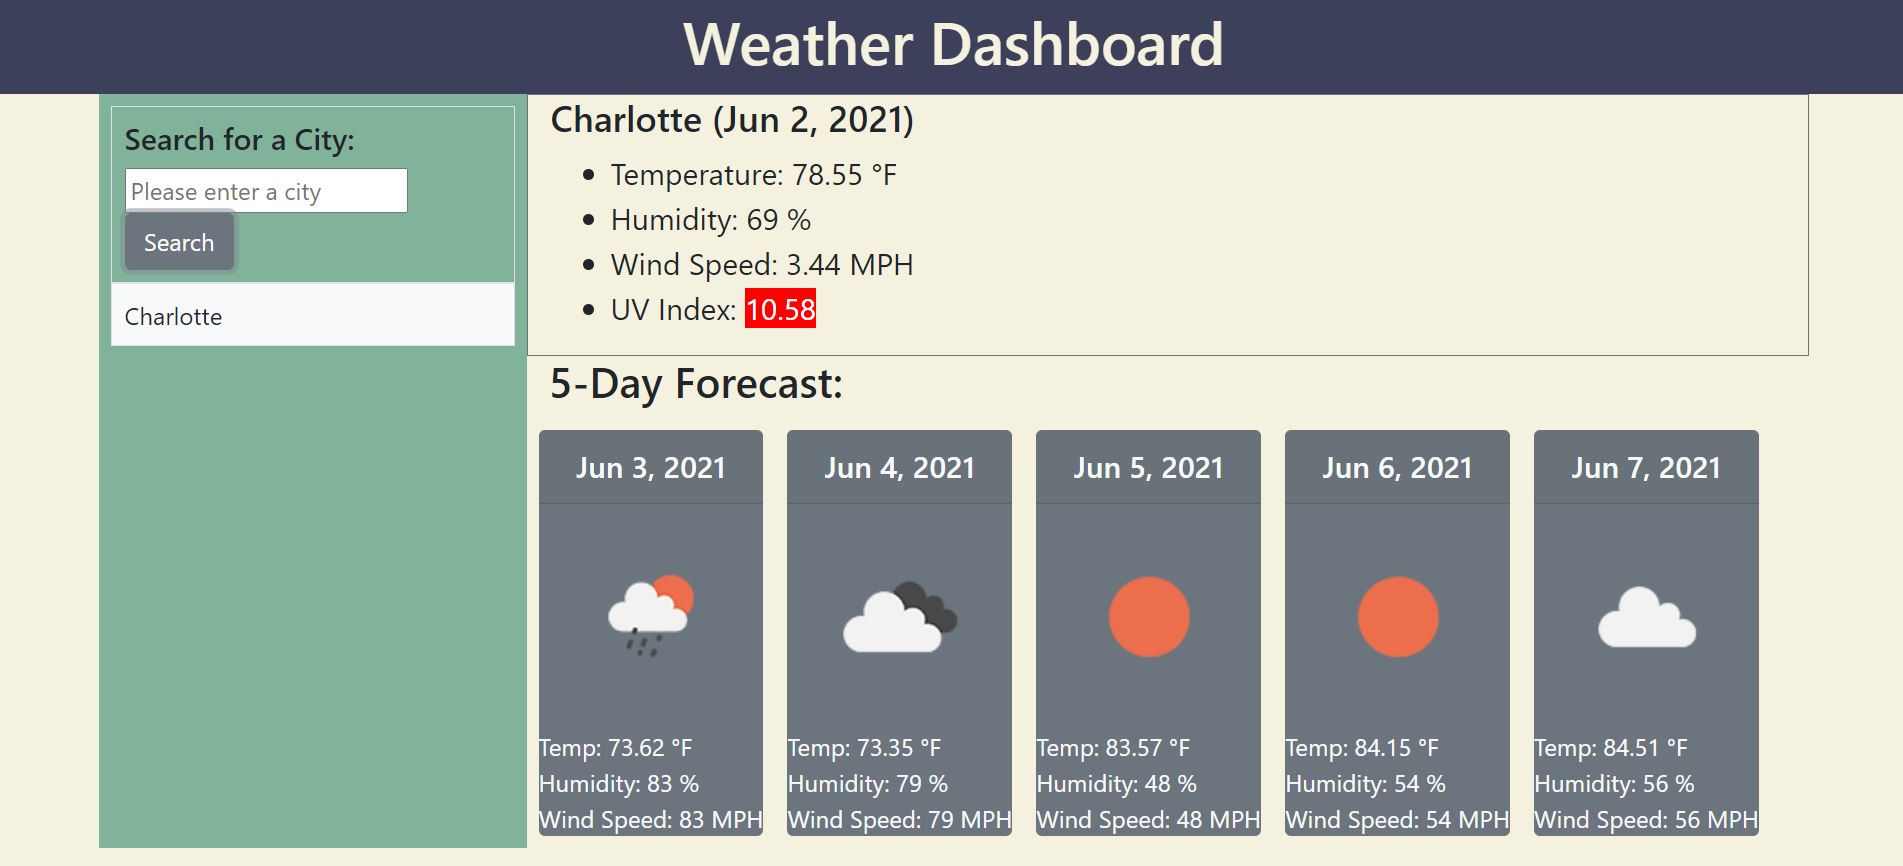 Weather Dashboard
Search for a City:
Please enter a city
Search
Charlotte
Charlotte (Jun 2, 2021)
Temperature: 78.55 °F
Humidity: 69 %
Wind Speed: 3.44 MPH
UV Index: 10.58
5-Day Forecast:
Jun 3, 2021
Temp: 73.62 °F
Humidity: 83 %
Wind Speed: 83 MPH
Jun 4, 2021
Temp: 73.35 °F
Humidity: 79 %
Wind Speed: 79 MPH
Jun 5, 2021
Temp: 83.57 °F
Humidity: 48 %
Wind Speed: 48 MPH
Jun 6, 2021
Temp: 84.15 °F
Humidity: 54 %
Wind Speed: 54 MPH
Jun 7, 2021
Temp: 84.51 °F
Humidity: 56 %
Wind Speed: 56 MPH